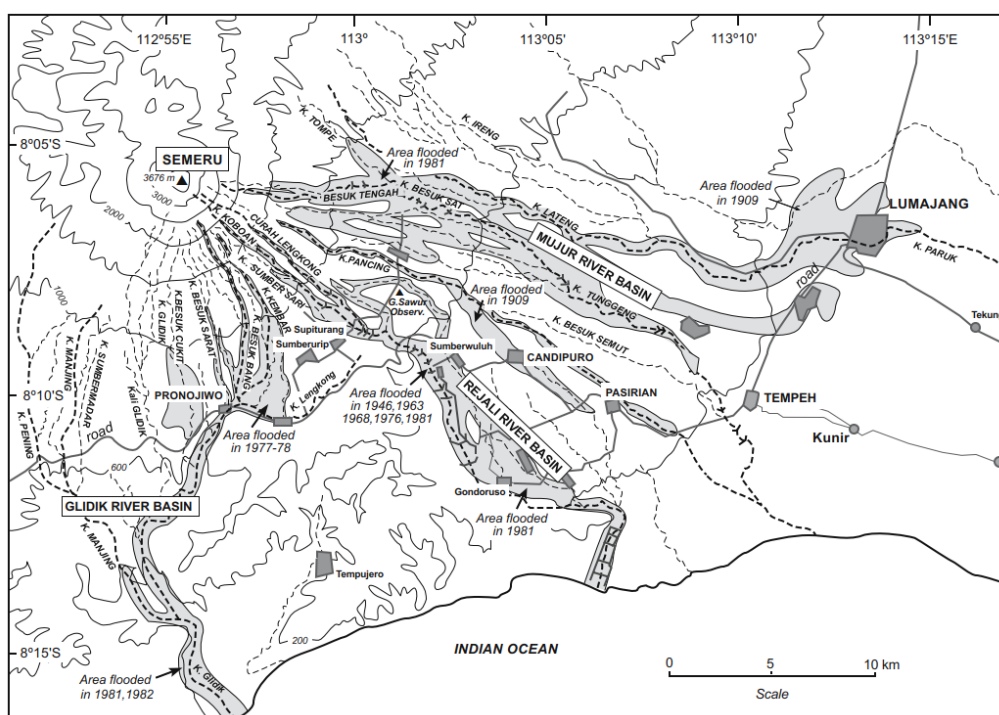 112°55'E
113°
113°05'E
113°10'E
113°15'E
8°05'S
8°10'S
8°15'S
SEMERU
3676 m
3000
2000
1000
K. TOMPE
K. IRENG
Area flooded
in 1981
BESUK TENGAH
K. BESUK SAT
K. LATENG
Area flooded
in 1909
LUMAJANG
K. PARUK
MUJUR RIVER BASIN
K. TUNGGENG
road
Tekung
K. KOBOAN
CURAH LENGKONG
K. PANCING
K. SUMBER SARI
K. KEMBAR
K. BESUK BANG
K. BESUK SARAT
K.BESUK CUKIT
K. GLIDIK
Kali GLIDIK
K. SUMBERMADAR
K. MANJING
K. PENING
G.Sawur
Observ.
Area flooded
in 1909
K. BESUK SEMUT
Supiturang
Sumberurip
Sumberwuluh
CANDIPURO
PRONOJIWO
K. Lengkong
Area flooded
in 1946,1963
1968,1976,1981
REJALI RIVER BASIN
PASIRIAN
TEMPEH
Kunir
road
600
Area flooded
in 1977-78
GLIDIK RIVER BASIN
Gondoruso
Area flooded
in 1981
K. MANJING
Tempujero
200
INDIAN OCEAN
Area flooded
in 1981,1982
K. Glidik
0 5 10 km
Scale